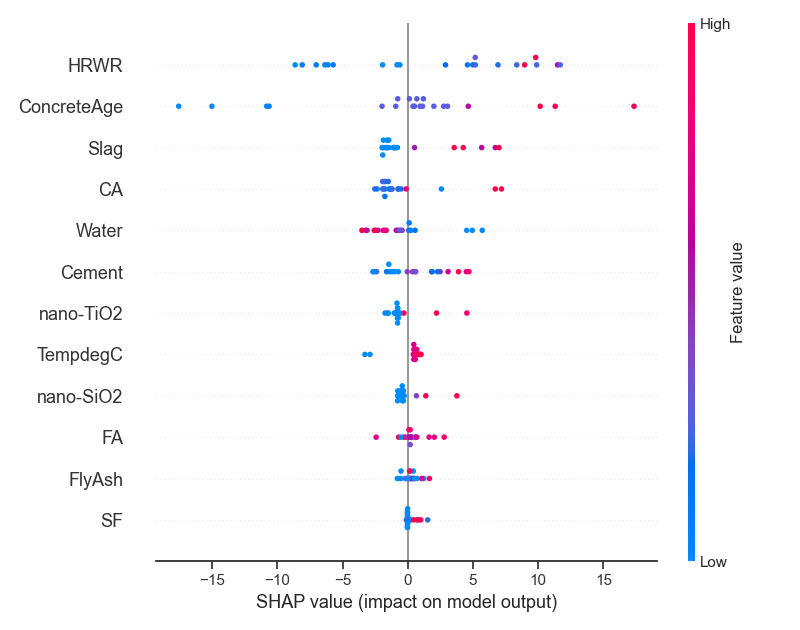 High
HRWR
ConcreteAge
Slag
CA
Water
Cement
nano-TiO2
TempdegC
nano-SiO2
FA
FlyAsh
SF
Feature value
Low
−15 −10 −5 0 5 10 15
SHAP value (impact on model output)